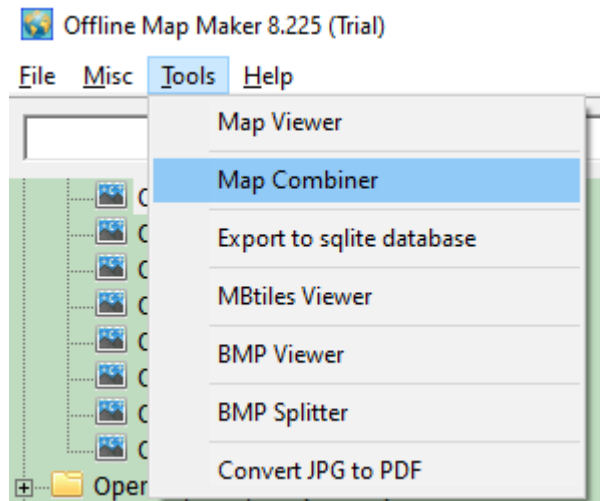 Offline Map Maker 8.225 (Trial)
File Misc Tools Help
Map Viewer
Map Combiner
Export to sqlite database
MBtiles Viewer
BMP Viewer
BMP Splitter
Convert JPG to PDF